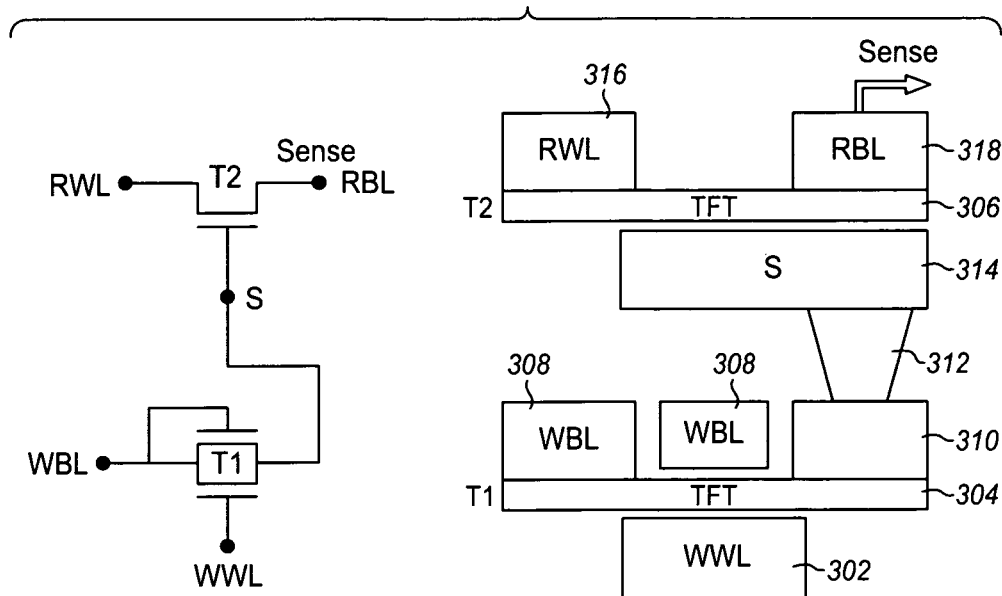 RWL
T2
Sense
RBL
S
WBL
T1
WWL
Sense
316
RWL
RBL
318
T2
TFT
306
S
314
312
308
308
WBL
WBL
310
T1
TFT
304
WWL
302